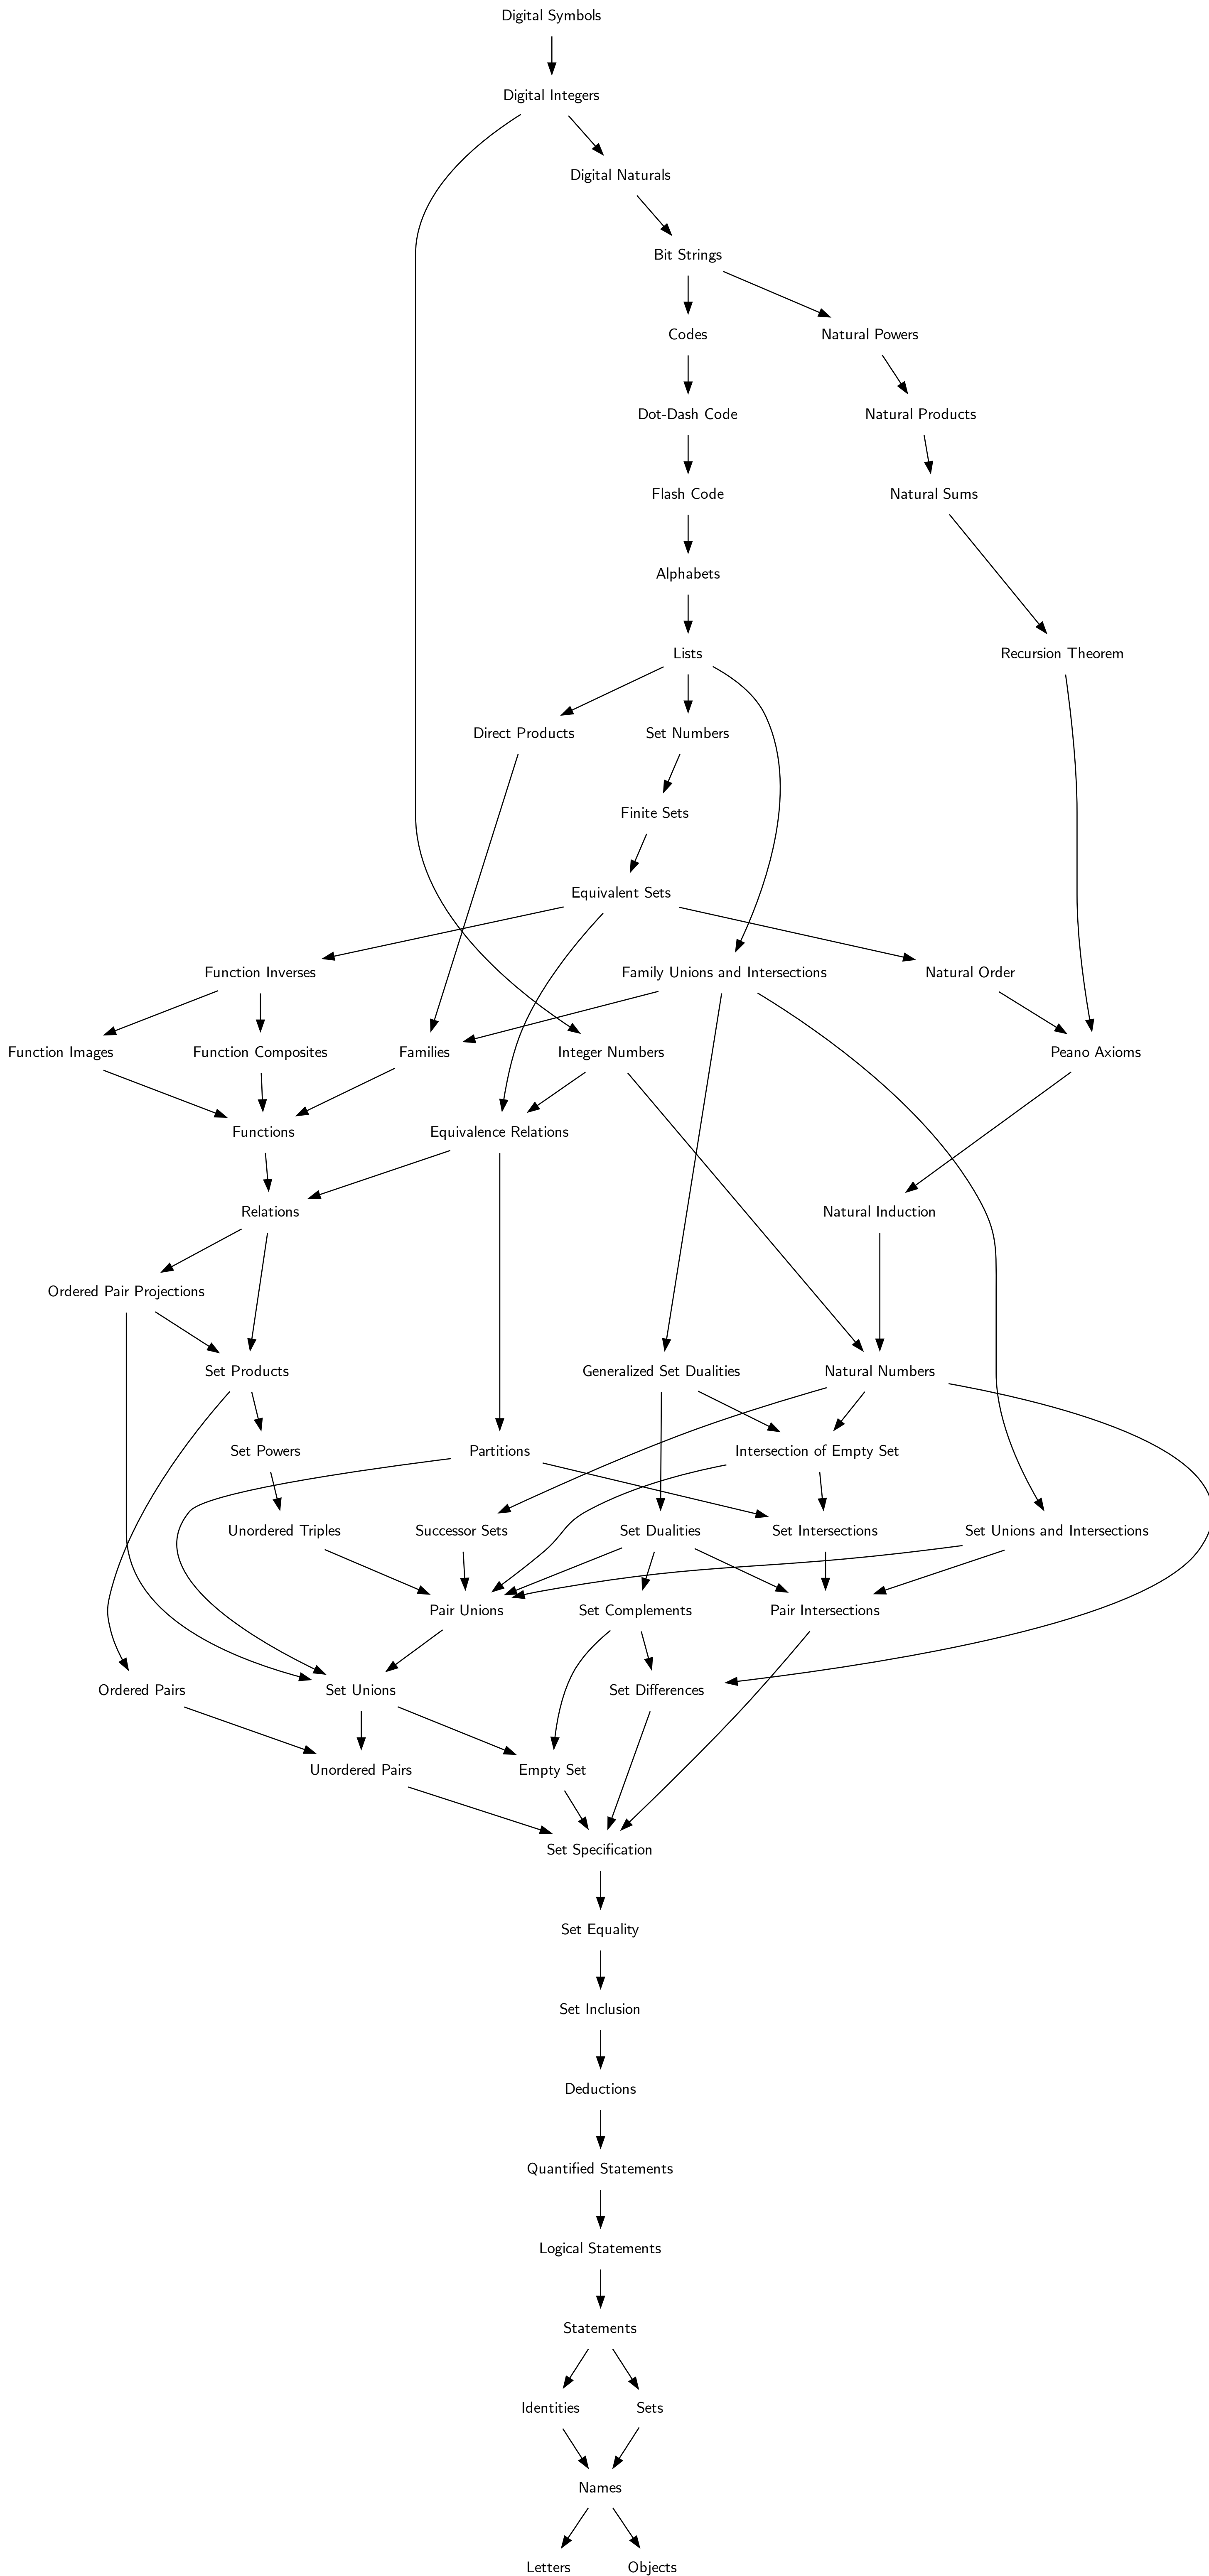 Digital Symbols
Digital Integers
Digital Naturals
Bit Strings
Codes
Natural Powers
Dot-Dash Code
Natural Products
Flash Code
Natural Sums
Alphabets
Lists
Recursion Theorem
Direct Products
Set Numbers
Finite Sets
Equivalent Sets
Function Inverses
Family Unions and Intersections
Natural Order
Function Images
Function Composites
Families
Integer Numbers
Peano Axioms
Functions
Equivalence Relations
Relations
Natural Induction
Ordered Pair Projections
Set Products
Generalized Set Dualities
Natural Numbers
Set Powers
Partitions
Intersection of Empty Set
Unordered Triples
Successor Sets
Set Dualities
Set Intersections
Set Unions and Intersections
Pair Unions
Set Complements
Pair Intersections
Ordered Pairs
Set Unions
Set Differences
Unordered Pairs
Empty Set
Set Specification
Set Equality
Set Inclusion
Deductions
Quantified Statements
Logical Statements
Statements
Identities
Sets
Names
Letters
Objects